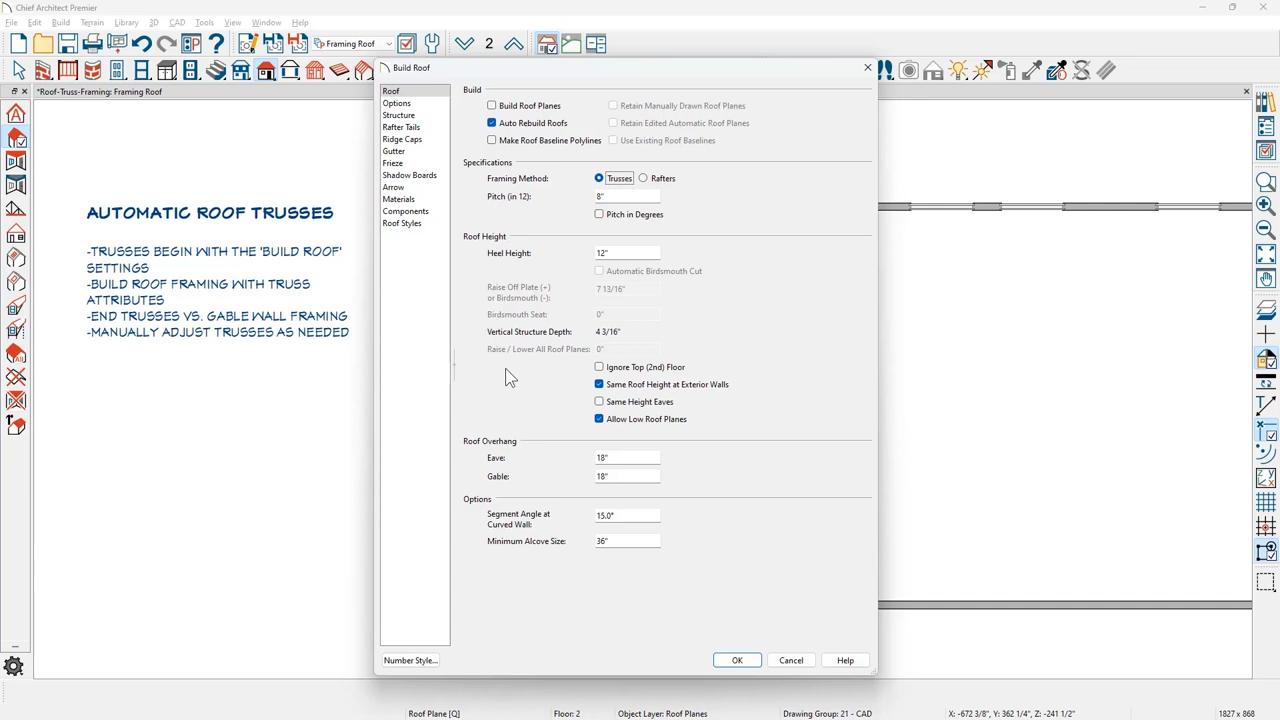 Chief Architect Premier
File Edit Build Terrain Library 3D CAD Tools View Window Help
Framing Roof
2
*Roof-Truss-Framing: Framing Roof
AUTOMATIC ROOF TRUSSES
-TRUSSES BEGIN WITH THE 'BUILD ROOF'
SETTINGS
-BUILD ROOF FRAMING WITH TRUSS
ATTRIBUTES
-END TRUSSES VS. GABLE WALL FRAMING
-MANUALLY ADJUST TRUSSES AS NEEDED
Build Roof
Roof
Options
Structure
Rafter Tails
Ridge Caps
Gutter
Frieze
Shadow Boards
Arrow
Materials
Components
Roof Styles
Build
Build Roof Planes Retain Manually Drawn Roof Planes
Auto Rebuild Roofs Retain Edited Automatic Roof Planes
Make Roof Baseline Polylines Use Existing Roof Baselines
Specifications
Framing Method: Trusses Rafters
Pitch (in 12): 8"
Pitch in Degrees
Roof Height
Heel Height: 12"
Automatic Birdsmouth Cut
Raise Off Plate (+)
or Birdsmouth (-): 7 13/16"
Birdsmouth Seat: 0"
Vertical Structure Depth: 4 3/16"
Raise / Lower All Roof Planes: 0"
Ignore Top (2nd) Floor
Same Roof Height at Exterior Walls
Same Height Eaves
Allow Low Roof Planes
Roof Overhang
Eave: 18"
Gable: 18"
Options
Segment Angle at
Curved Wall: 15.0°
Minimum Alcove Size: 36"
Number Style... OK Cancel Help
Roof Plane [Q] Floor: 2 Object Layer: Roof Planes Drawing Group: 21 - CAD X: -672 3/8", Y: 362 1/4", Z: -241 1/2" 1827 x 868